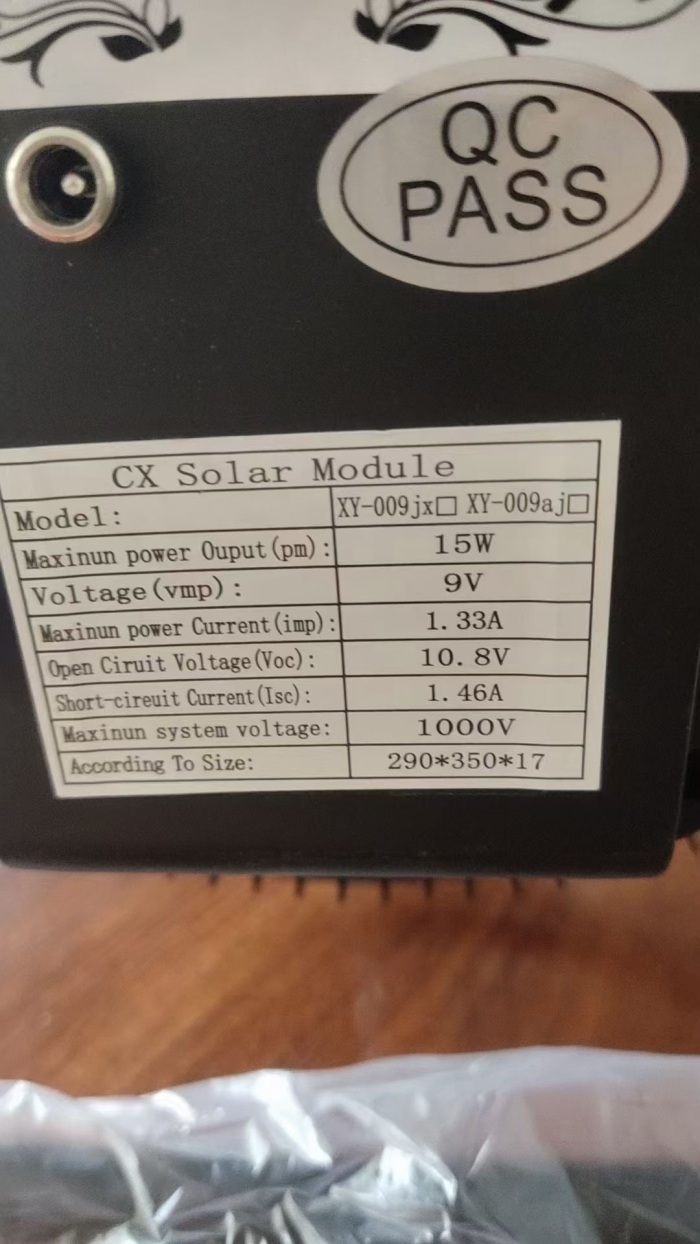 QC
PASS
CX Solar Module
Model: XY-009jx□ XY-009aj□
Maxinun power Ouput(pm): 15W
Voltage(vmp): 9V
Maxinun power Current(imp): 1.33A
Open Ciruit Voltage(Voc): 10.8V
Short-cireuit Current(Isc): 1.46A
Maxinun system voltage: 1000V
According To Size: 290*350*17